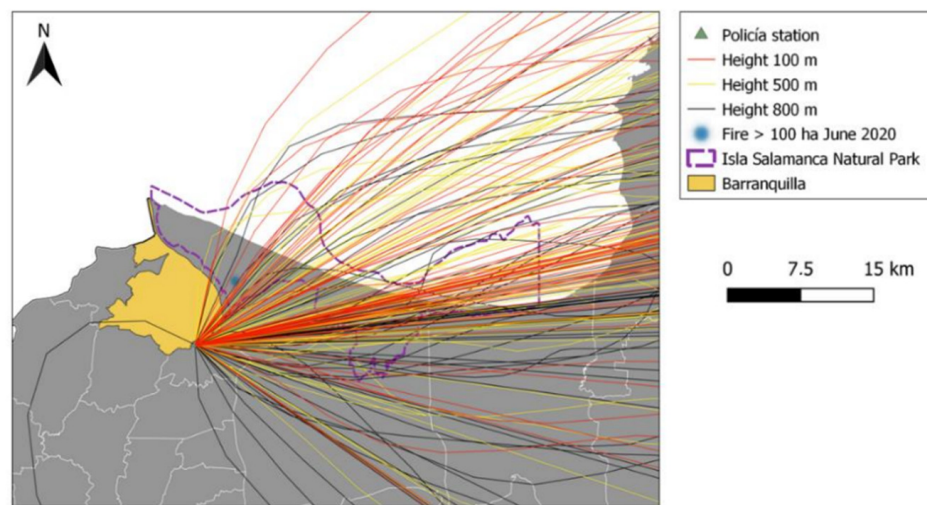 N
Policía station
Height 100 m
Height 500 m
Height 800 m
Fire > 100 ha June 2020
Isla Salamanca Natural Park
Barranquilla
0 7.5 15 km